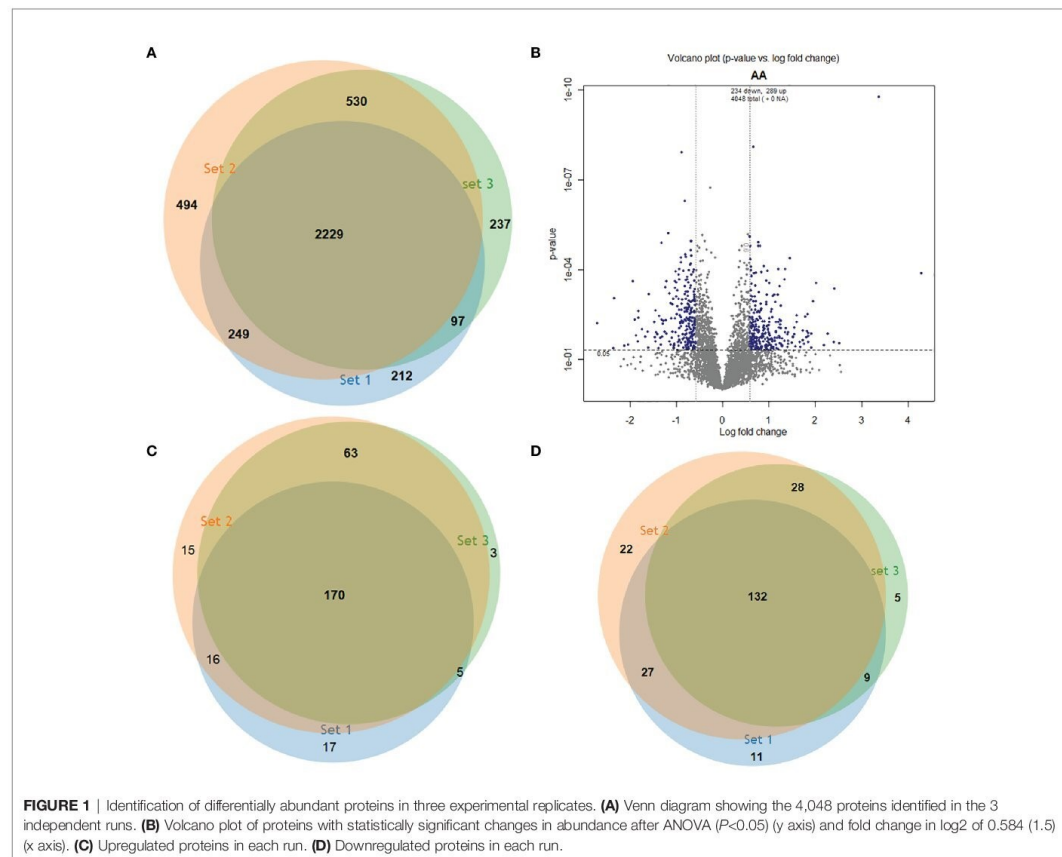 A
530
Set 2
set 3
494
237
2229
249
97
Set 1
212
B
Volcano plot (p-value vs. log fold change)
AA
234 down, 289 up
4048 total ( + 0 NA)
1e-10
1e-07
1e-04
1e-01
p-value
0.05
-2 -1 0 1 2 3 4
Log fold change
C
63
Set 2
Set 3
15
3
170
16
5
Set 1
17
D
28
Set 2
22
set 3
132
5
27
9
Set 1
11
FIGURE 1 | Identification of differentially abundant proteins in three experimental replicates. (A) Venn diagram showing the 4,048 proteins identified in the 3
independent runs. (B) Volcano plot of proteins with statistically significant changes in abundance after ANOVA (P<0.05) (y axis) and fold change in log2 of 0.584 (1.5)
(x axis). (C) Upregulated proteins in each run. (D) Downregulated proteins in each run.